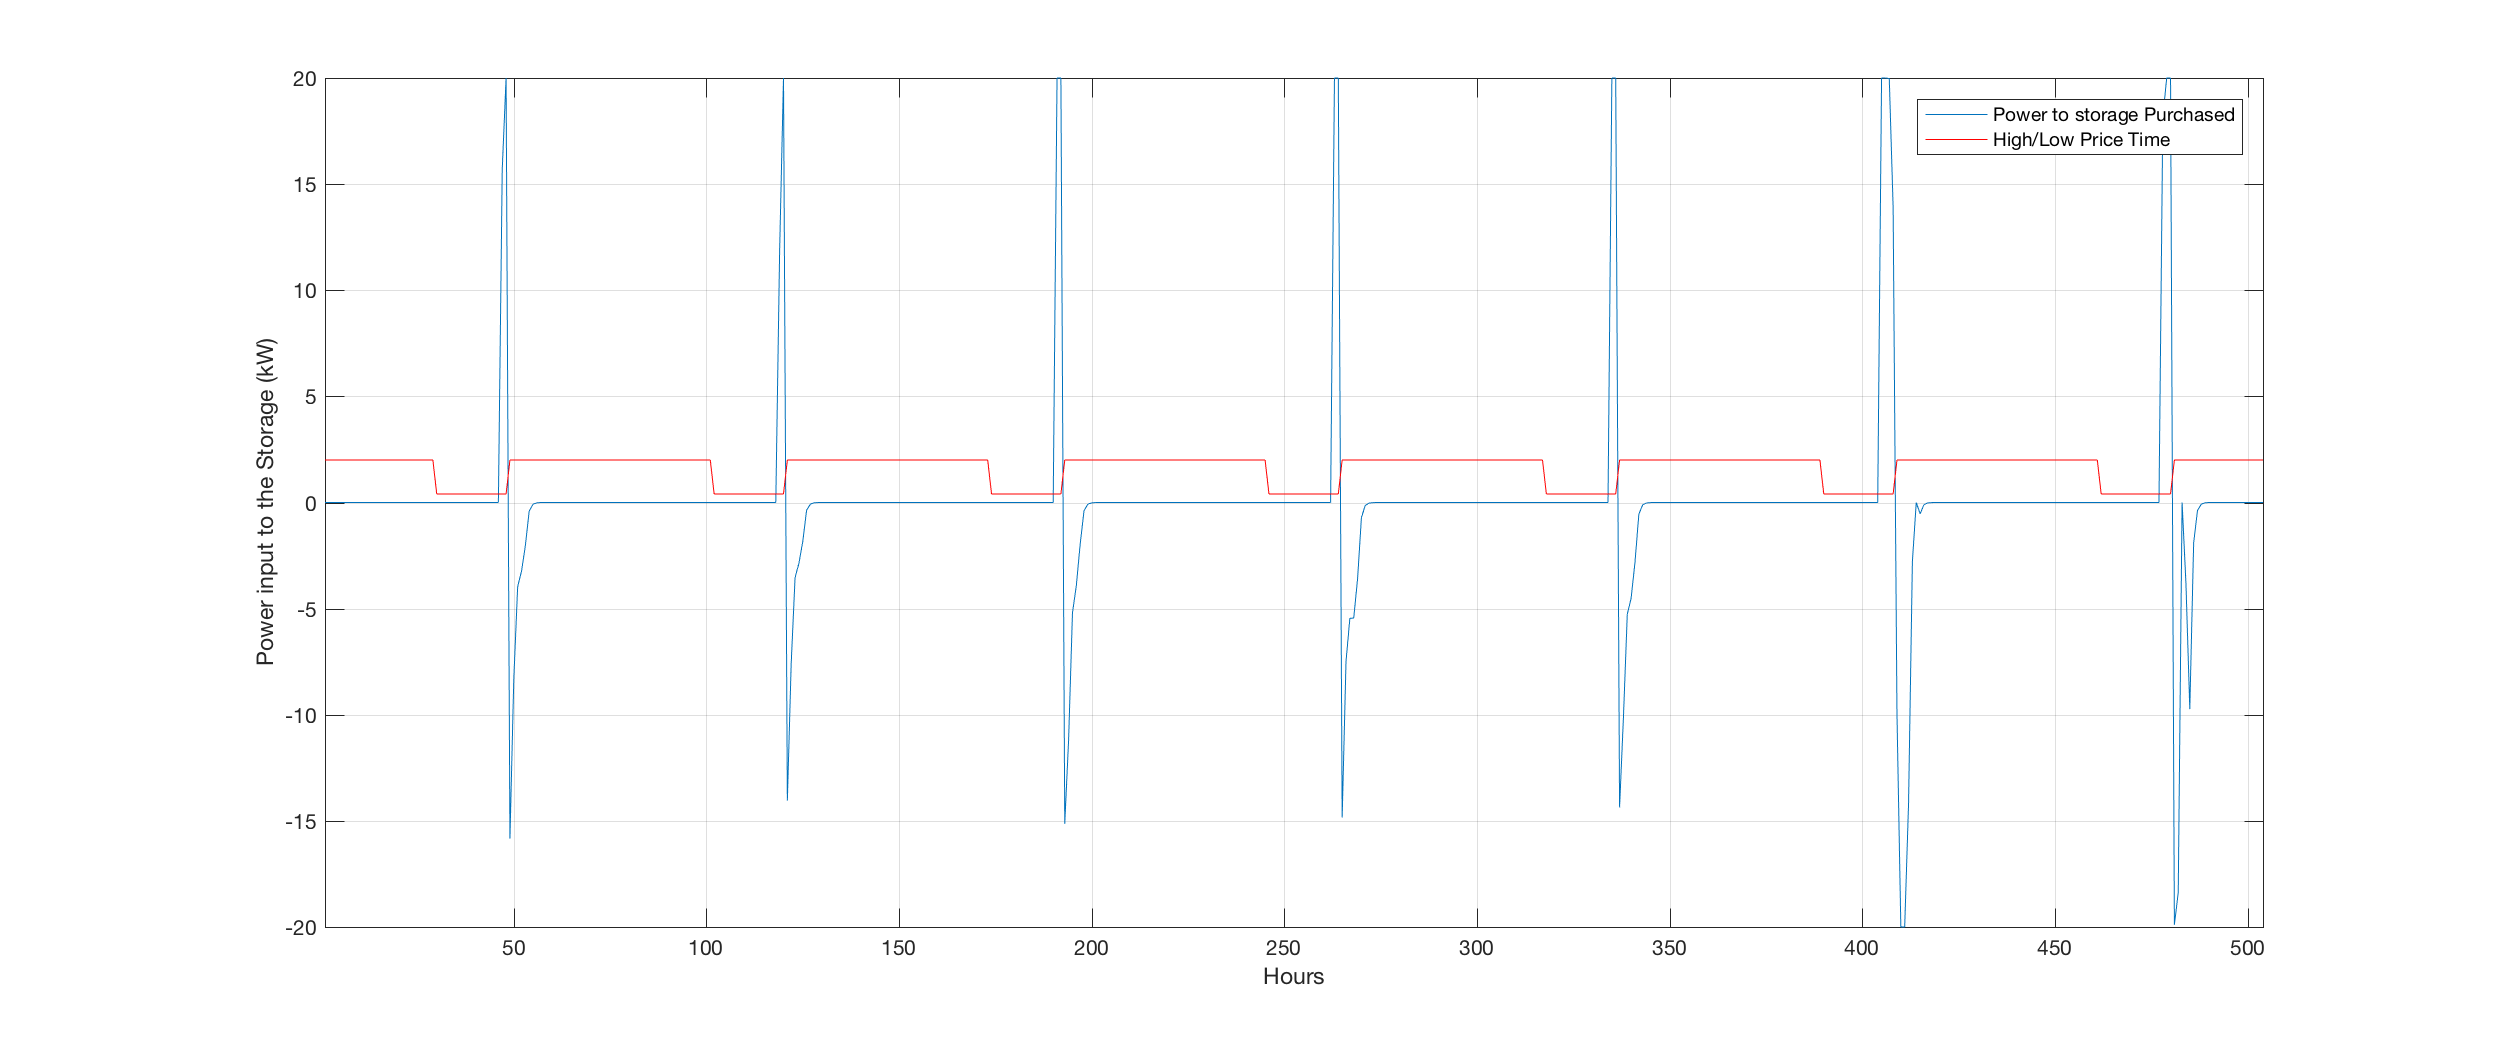 20
15
10
5
0
-5
-10
-15
-20
Power input to the Storage (kW)
Power to storage Purchased
High/Low Price Time
50 100 150 200 250 300 350 400 450 500
Hours